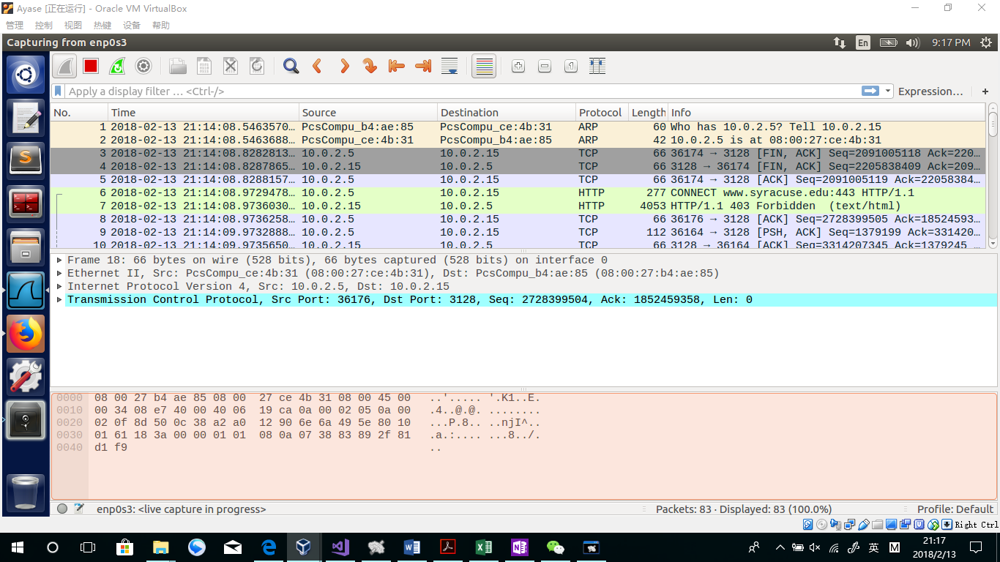 Ayase [正在运行] - Oracle VM VirtualBox
管理 控制 视图 热键 设备 帮助
Capturing from enp0s3 En 9:17 PM
Apply a display filter … <Ctrl-/> Expression… +
No. Time Source Destination Protocol Length Info
1 2018-02-13 21:14:08.5463570… PcsCompu_b4:ae:85 PcsCompu_ce:4b:31 ARP 60 Who has 10.0.2.5? Tell 10.0.2.15
2 2018-02-13 21:14:08.5463688… PcsCompu_ce:4b:31 PcsCompu_b4:ae:85 ARP 42 10.0.2.5 is at 08:00:27:ce:4b:31
3 2018-02-13 21:14:08.8282813… 10.0.2.5 10.0.2.15 TCP 66 36174 → 3128 [FIN, ACK] Seq=2091005118 Ack=220…
4 2018-02-13 21:14:08.8287865… 10.0.2.15 10.0.2.5 TCP 66 3128 → 36174 [FIN, ACK] Seq=2205838409 Ack=209…
5 2018-02-13 21:14:08.8288157… 10.0.2.5 10.0.2.15 TCP 66 36174 → 3128 [ACK] Seq=2091005119 Ack=22058384…
6 2018-02-13 21:14:08.9729478… 10.0.2.5 10.0.2.15 HTTP 277 CONNECT www.syracuse.edu:443 HTTP/1.1
7 2018-02-13 21:14:08.9736030… 10.0.2.15 10.0.2.5 HTTP 4053 HTTP/1.1 403 Forbidden (text/html)
8 2018-02-13 21:14:08.9736258… 10.0.2.5 10.0.2.15 TCP 66 36176 → 3128 [ACK] Seq=2728399505 Ack=18524593…
9 2018-02-13 21:14:09.9732888… 10.0.2.5 10.0.2.15 TCP 112 36164 → 3128 [PSH, ACK] Seq=1379199 Ack=331420…
10 2018-02-13 21:14:09.9735650… 10.0.2.15 10.0.2.5 TCP 66 3128 → 36164 [ACK] Seq=3314207345 Ack=1379245
Frame 18: 66 bytes on wire (528 bits), 66 bytes captured (528 bits) on interface 0
Ethernet II, Src: PcsCompu_ce:4b:31 (08:00:27:ce:4b:31), Dst: PcsCompu_b4:ae:85 (08:00:27:b4:ae:85)
Internet Protocol Version 4, Src: 10.0.2.5, Dst: 10.0.2.15
Transmission Control Protocol, Src Port: 36176, Dst Port: 3128, Seq: 2728399504, Ack: 1852459358, Len: 0
0000 08 00 27 b4 ae 85 08 00 27 ce 4b 31 08 00 45 00 ..'..... '.K1..E.
0010 00 34 08 e7 40 00 40 06 19 ca 0a 00 02 05 0a 00 .4..@.@. ........
0020 02 0f 8d 50 0c 38 a2 a0 12 90 6e 6a 49 5e 80 10 ...P.8.. ..njI^..
0030 01 61 18 3a 00 00 01 01 08 0a 07 38 83 89 2f 81 .a.:.... ...8../.
0040 d1 f9 ..
enp0s3: <live capture in progress> Packets: 83 · Displayed: 83 (100.0%) Profile: Default
Right Ctrl
英 M 21:17
2018/2/13